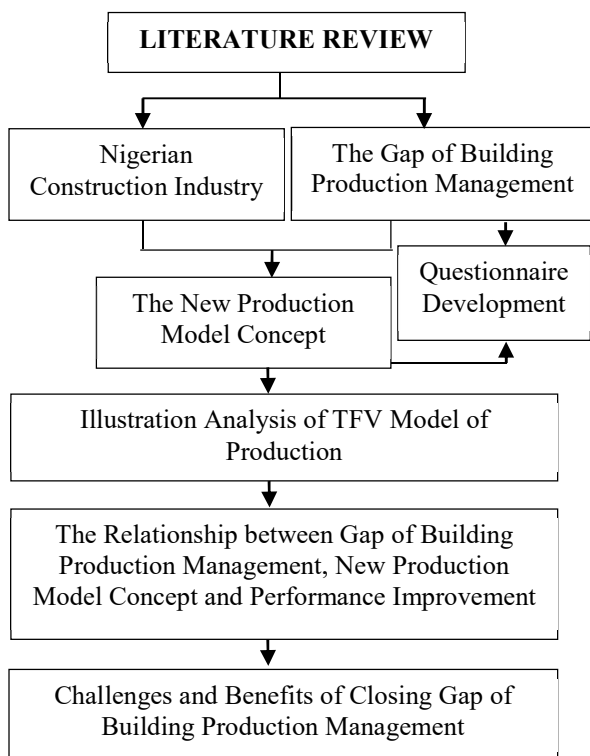 LITERATURE REVIEW
Nigerian
Construction Industry
The Gap of Building
Production Management
Questionnaire
Development
The New Production
Model Concept
Illustration Analysis of TFV Model of
Production
The Relationship between Gap of Building
Production Management, New Production
Model Concept and Performance Improvement
Challenges and Benefits of Closing Gap of
Building Production Management